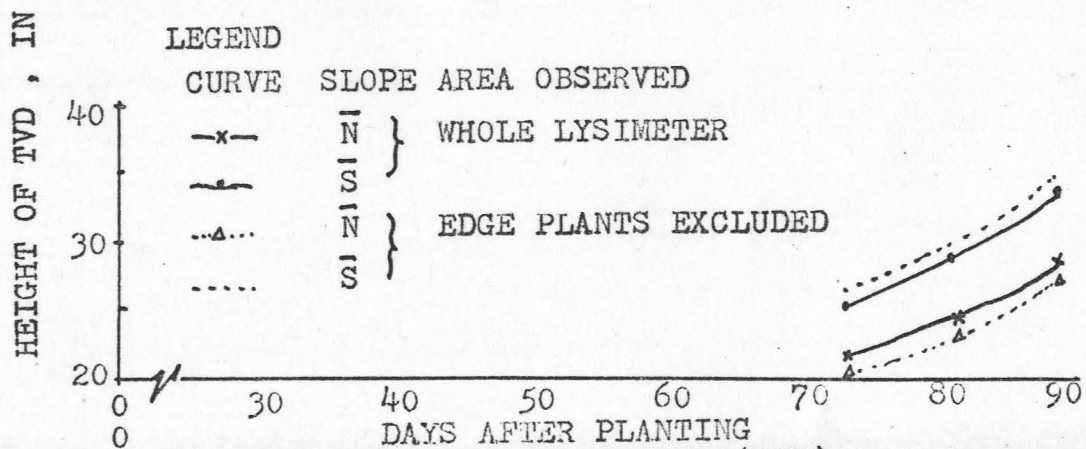 HEIGHT OF TVD, IN
LEGEND
CURVE SLOPE AREA OBSERVED
N̅ } WHOLE LYSIMETER
S̅
N̅ } EDGE PLANTS EXCLUDED
S̅
40
30
20
0 30 40 50 60 70 80 90
0
DAYS AFTER PLANTING